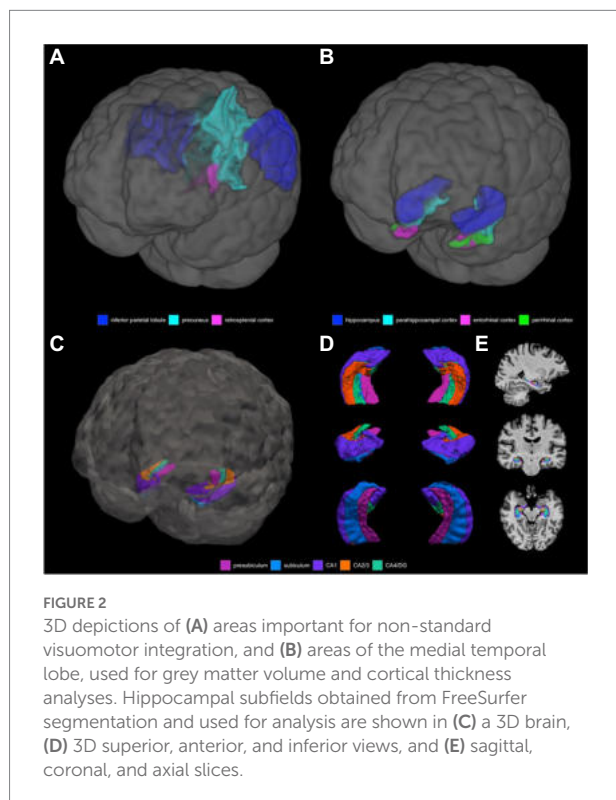 A
B
inferior parietal lobule precuneus retrosplenial cortex
hippocampus parahippocampal cortex entorhinal cortex perirhinal cortex
C
D
E
presubiculum subiculum CA1 CA2/3 CA4/DG
FIGURE 2
3D depictions of (A) areas important for non-standard
visuomotor integration, and (B) areas of the medial temporal
lobe, used for grey matter volume and cortical thickness
analyses. Hippocampal subfields obtained from FreeSurfer
segmentation and used for analysis are shown in (C) a 3D brain,
(D) 3D superior, anterior, and inferior views, and (E) sagittal,
coronal, and axial slices.